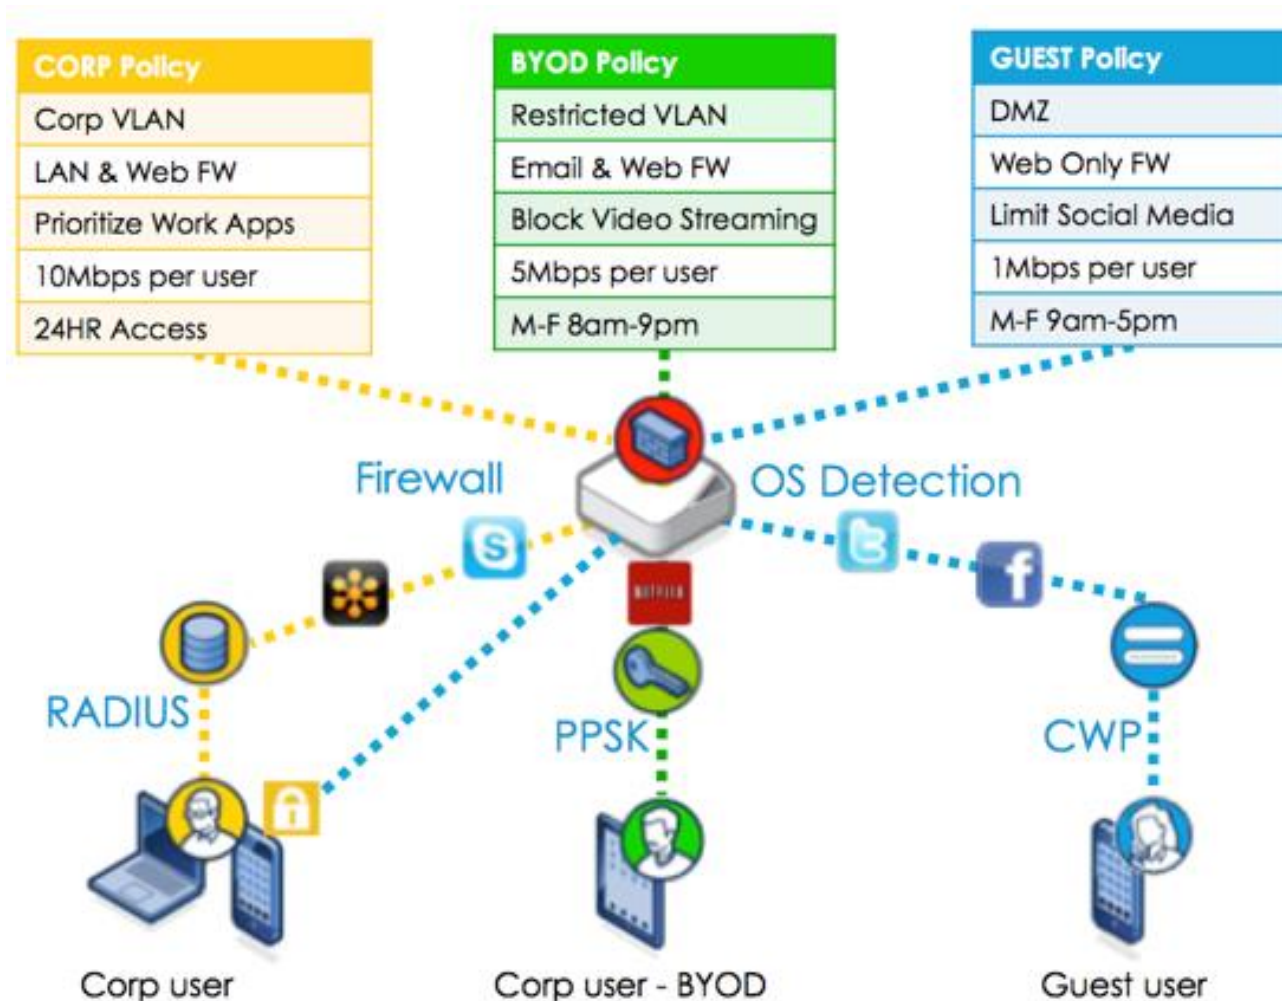 CORP Policy
Corp VLAN
LAN & Web FW
Prioritize Work Apps
10Mbps per user
24HR Access
BYOD Policy
Restricted VLAN
Email & Web FW
Block Video Streaming
5Mbps per user
M-F 8am-9pm
GUEST Policy
DMZ
Web Only FW
Limit Social Media
1Mbps per user
M-F 9am-5pm
Firewall
OS Detection
S
t
f
NETFLIX
RADIUS
PPSK
CWP
Corp user
Corp user - BYOD
Guest user